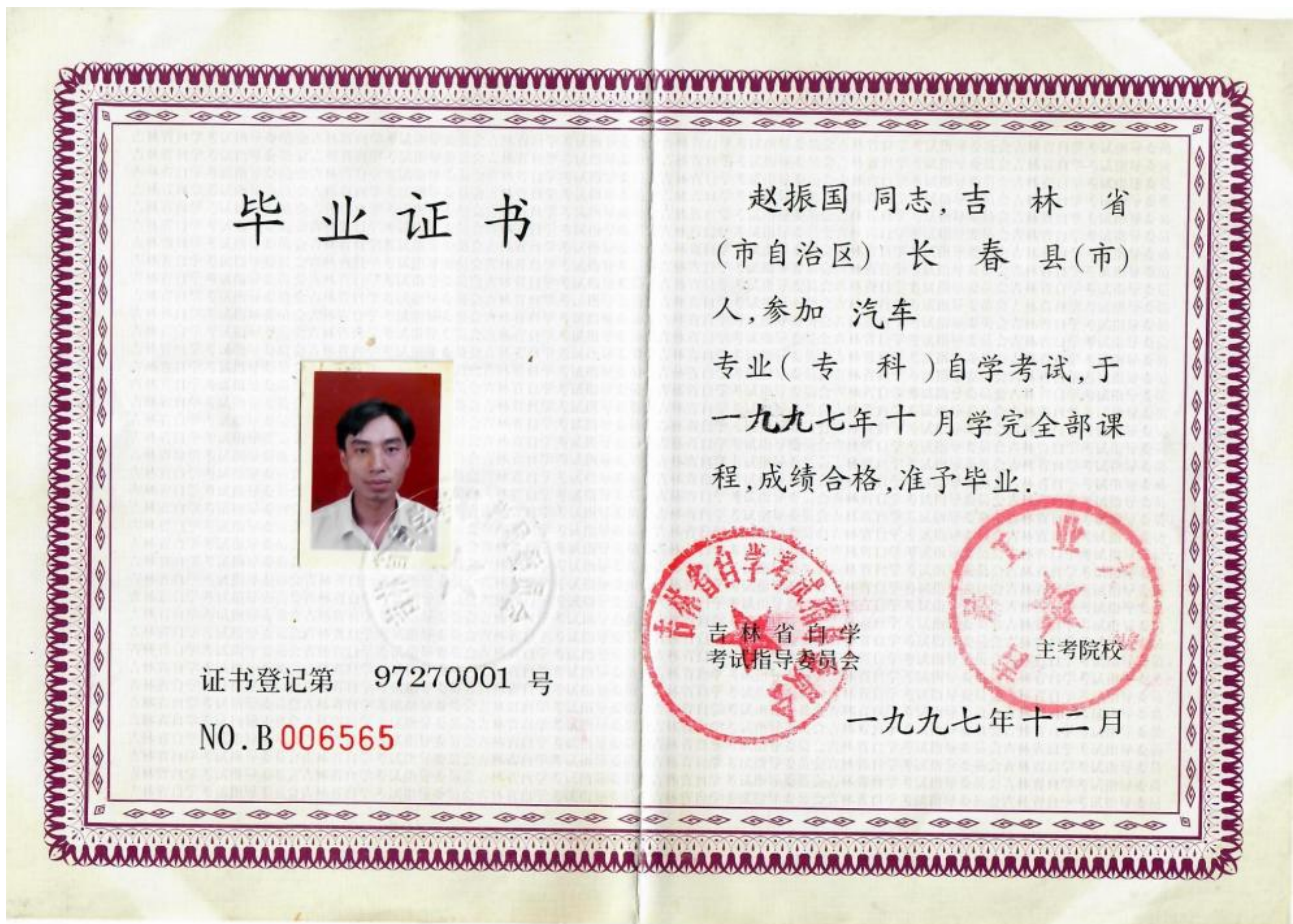 毕业证书
证书登记第 97270001 号
NO.B 006565
赵振国 同志,吉 林 省
(市自治区) 长 春 县(市)
人,参加 汽车
专业( 专 科 )自学考试,于
一九九七年十 月学完全部课
程,成绩合格,准予毕业.
吉林省自学
考试指导委员会
主考院校
一九九七年十二月